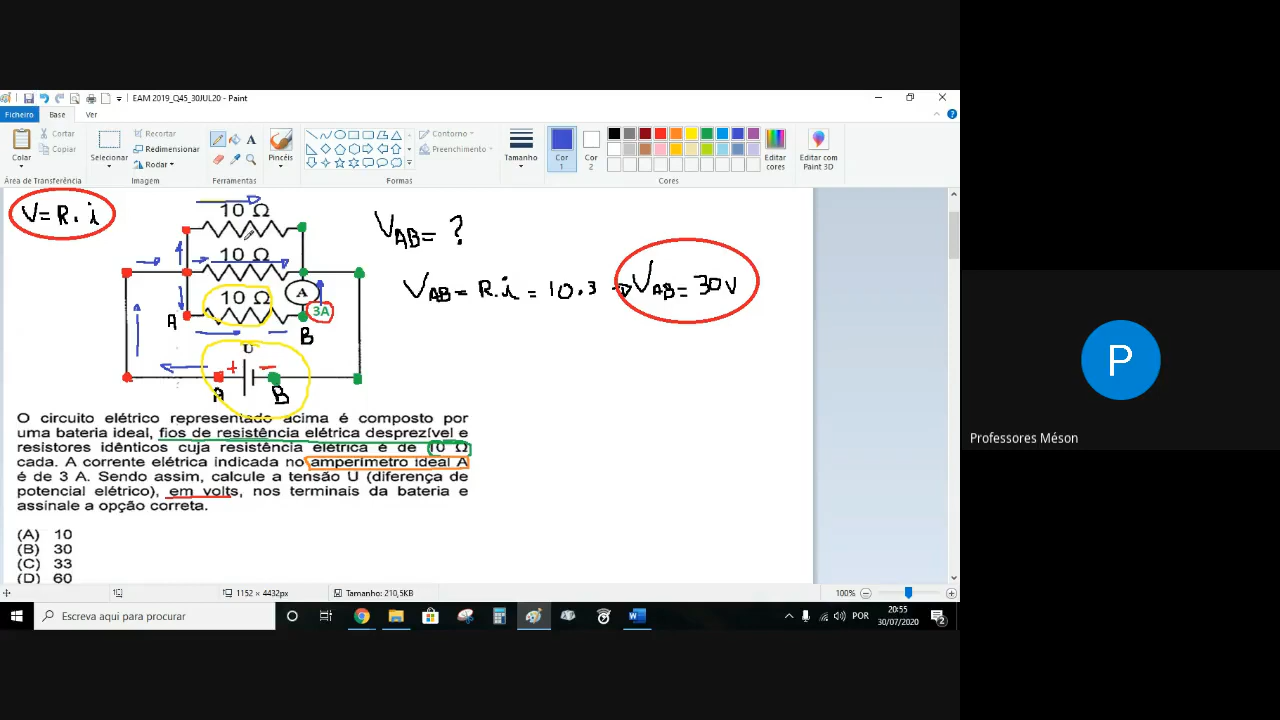 EAM 2019_Q45_30JUL20 - Paint
Ficheiro Base Ver
Colar
Cortar
Copiar
Selecionar
Recortar
Redimensionar
Rodar
A
Pincéis
Contorno
Preenchimento
Tamanho
Cor 1
Cor 2
Editar cores
Editar com Paint 3D
Área de Transferência Imagem Ferramentas Formas Cores
V = R. i
10 Ω
10 Ω
10 Ω
A
3A
A
B
U
+ -
A
B
VAB = ?
VAB = R.i = 10.3 → VAB = 30V
O circuito elétrico representado acima é composto por
uma bateria ideal, fios de resistência elétrica desprezível e
resistores idênticos cuja resistência elétrica é de 10 Ω
cada. A corrente elétrica indicada no amperímetro ideal A
é de 3 A. Sendo assim, calcule a tensão U (diferença de
potencial elétrico), em volts, nos terminais da bateria e
assinale a opção correta.
(A) 10
(B) 30
(C) 33
(D) 60
1152 × 4432px
Tamanho: 210,5KB
100%
Escreva aqui para procurar
POR
20:55
30/07/2020
2
P
Professores Méson